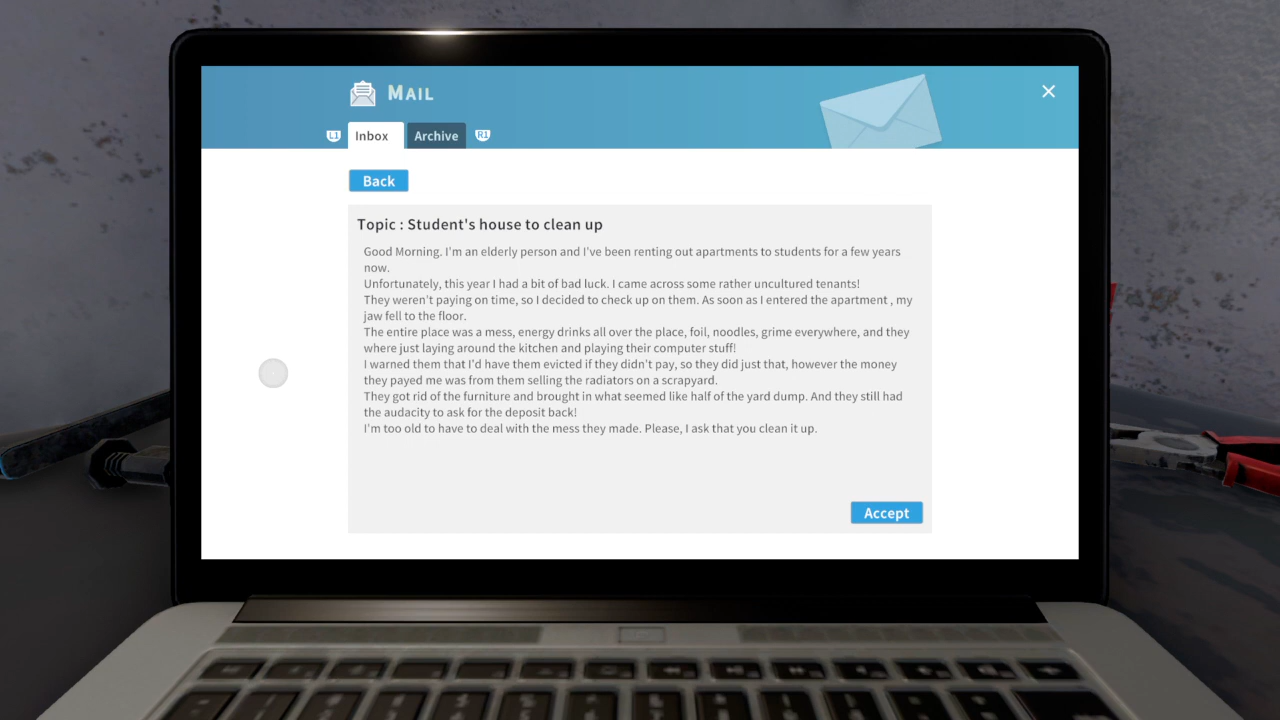 MAIL
L1 Inbox Archive R1
Back
Topic : Student's house to clean up
Good Morning. I'm an elderly person and I've been renting out apartments to students for a few years
now.
Unfortunately, this year I had a bit of bad luck. I came across some rather uncultured tenants!
They weren't paying on time, so I decided to check up on them. As soon as I entered the apartment , my
jaw fell to the floor.
The entire place was a mess, energy drinks all over the place, foil, noodles, grime everywhere, and they
where just laying around the kitchen and playing their computer stuff!
I warned them that I'd have them evicted if they didn't pay, so they did just that, however the money
they payed me was from them selling the radiators on a scrapyard.
They got rid of the furniture and brought in what seemed like half of the yard dump. And they still had
the audacity to ask for the deposit back!
I'm too old to have to deal with the mess they made. Please, I ask that you clean it up.
Accept